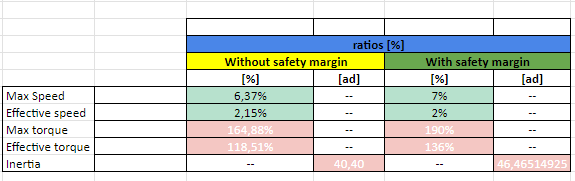 ratios [%]
Without safety margin With safety margin
[%] [ad] [%] [ad]
Max Speed 6,37% -- 7% --
Effective speed 2,15% -- 2% --
Max torque 164,88% -- 190% --
Effective torque 118,51% -- 136% --
Inertia -- 40,40 -- 46,46514925